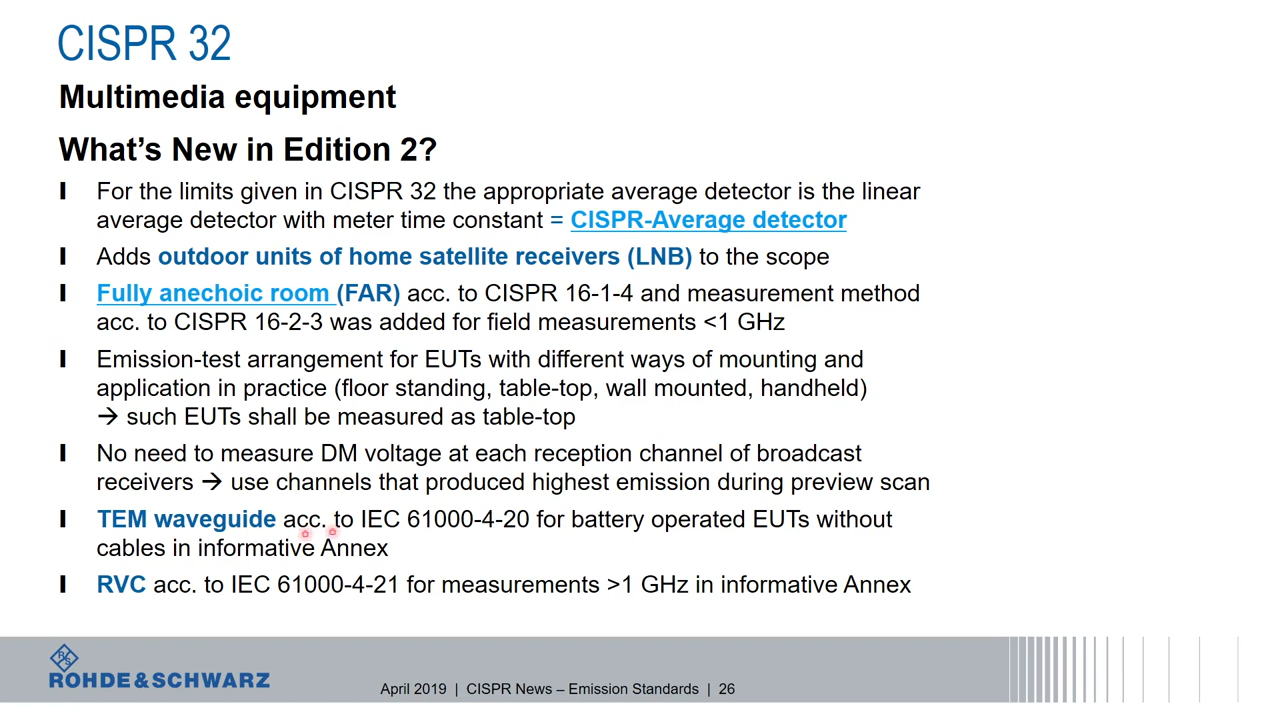 CISPR 32
Multimedia equipment
What's New in Edition 2?
For the limits given in CISPR 32 the appropriate average detector is the linear
average detector with meter time constant = CISPR-Average detector
Adds outdoor units of home satellite receivers (LNB) to the scope
Fully anechoic room (FAR) acc. to CISPR 16-1-4 and measurement method
acc. to CISPR 16-2-3 was added for field measurements <1 GHz
Emission-test arrangement for EUTs with different ways of mounting and
application in practice (floor standing, table-top, wall mounted, handheld)
→ such EUTs shall be measured as table-top
No need to measure DM voltage at each reception channel of broadcast
receivers → use channels that produced highest emission during preview scan
TEM waveguide acc. to IEC 61000-4-20 for battery operated EUTs without
cables in informative Annex
RVC acc. to IEC 61000-4-21 for measurements >1 GHz in informative Annex
R S
ROHDE & SCHWARZ
April 2019 | CISPR News – Emission Standards | 26